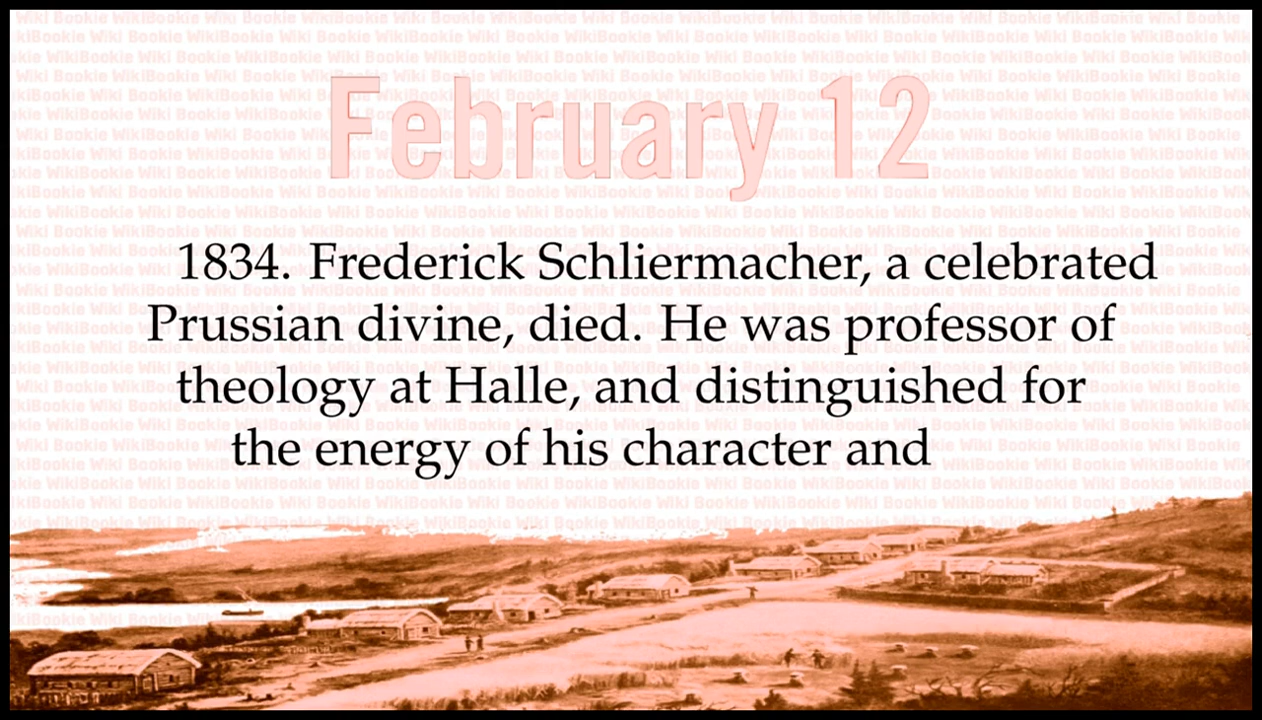 February 12
1834. Frederick Schliermacher, a celebrated
Prussian divine, died. He was professor of
theology at Halle, and distinguished for
the energy of his character and